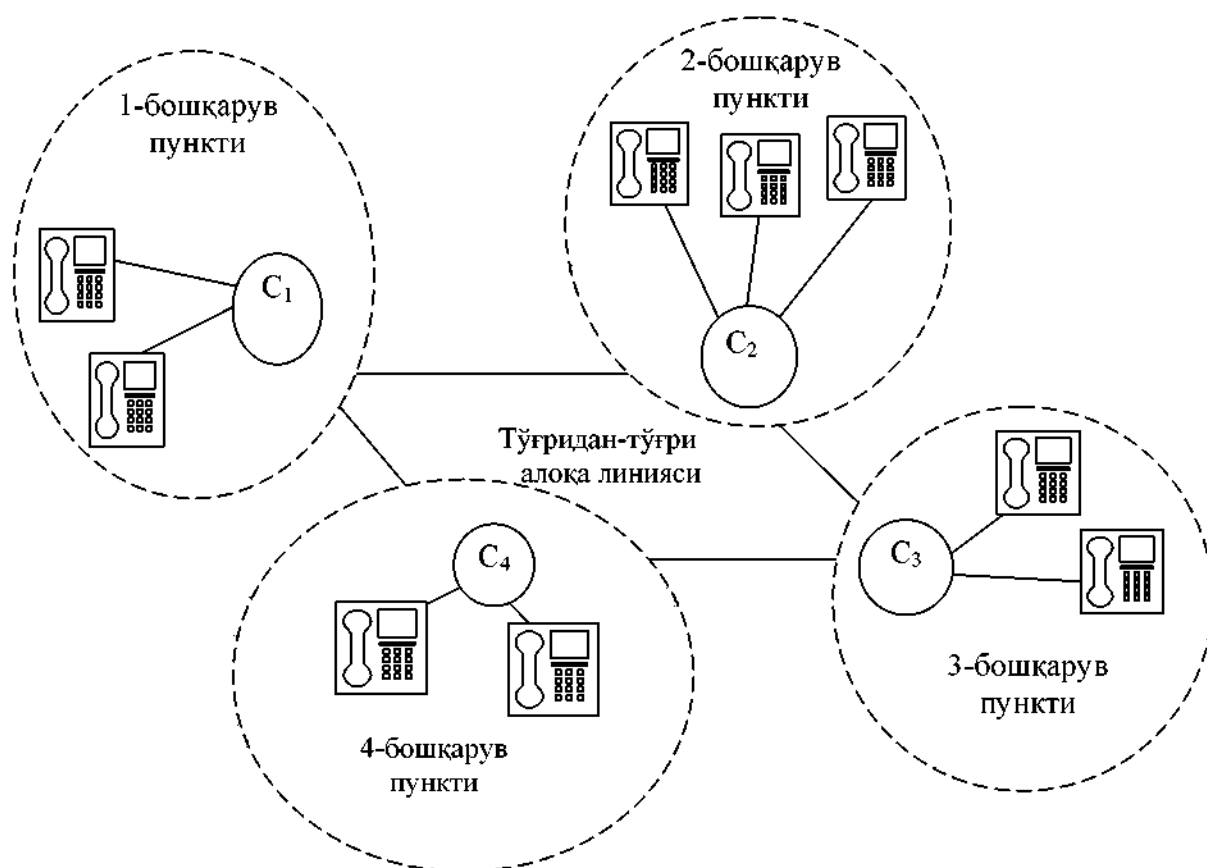 1-бошқарув
пункти
2-бошқарув
пункти
C1
C2
Тўғридан-тўғри
алоқа линияси
C4
C3
3-бошқарув
пункти
4-бошқарув
пункти